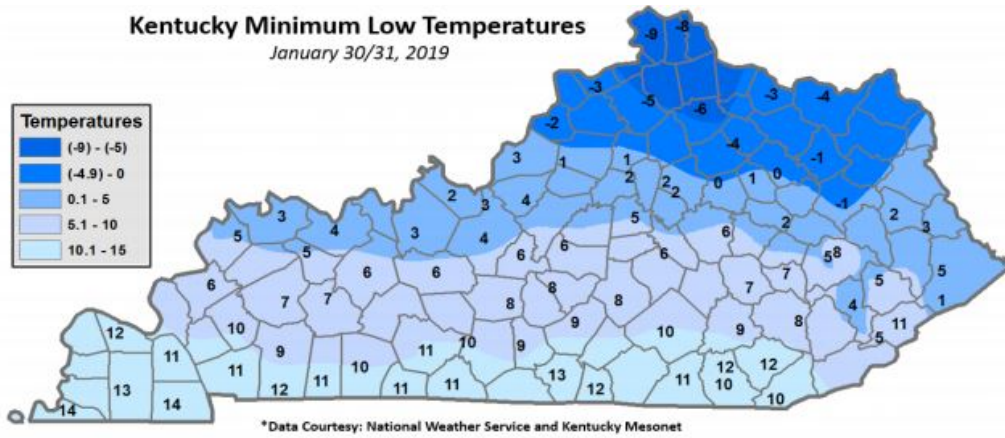 Kentucky Minimum Low Temperatures
January 30/31, 2019
Temperatures
(-9) - (-5)
(-4.9) - 0
0.1 - 5
5.1 - 10
10.1 - 15
-9 -8
-3 -5 -6 -3 -4
-2 -4 -1
3 1 1 2 2 2 0 1 0
2 3 4 -1
3 4 3 4 5 6 2 2 3
5 5 6 6 6 6 6 5 8
6 7 7 8 8 8 7 7 5 5
4 1
10 10 9 10 9 8 11
12 11 9 11 9 5
11 12 11 10 11 11 13 12 11 12 10 12
13 14 14 10
*Data Courtesy: National Weather Service and Kentucky Mesonet